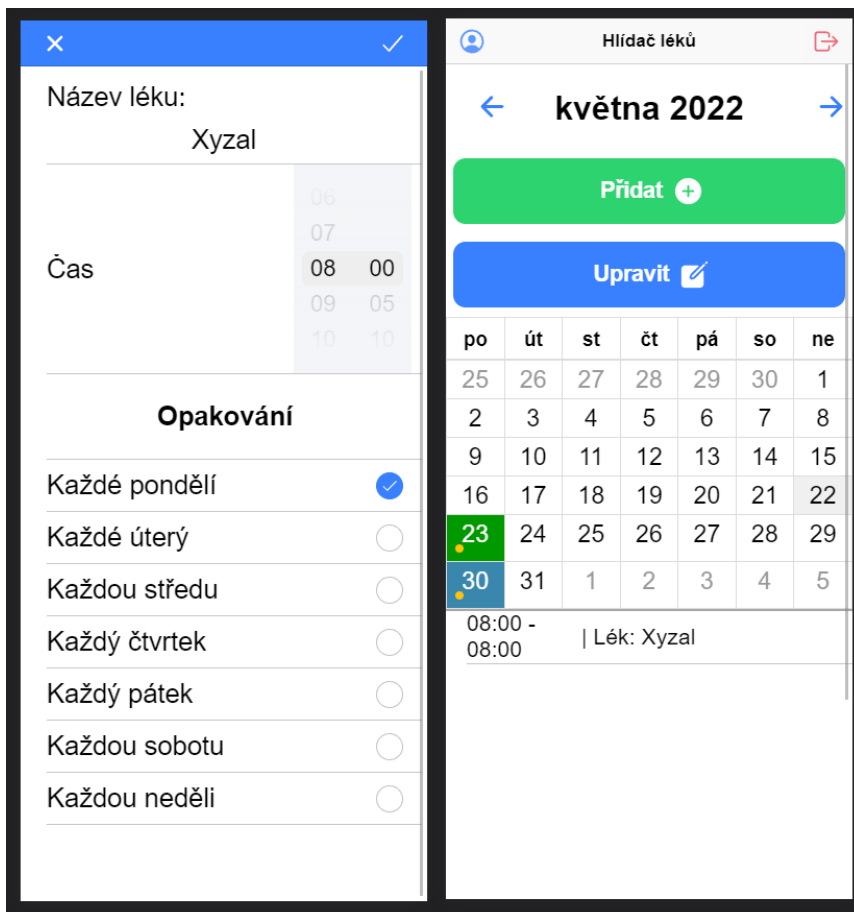 Název léku:
Xyzal
06
07
Čas 08 00
09 05
10 10
Opakování
Každé pondělí
Každé úterý
Každou středu
Každý čtvrtek
Každý pátek
Každou sobotu
Každou neděli
Hlídač léků
května 2022
Přidat
Upravit
po út st čt pá so ne
25 26 27 28 29 30 1
2 3 4 5 6 7 8
9 10 11 12 13 14 15
16 17 18 19 20 21 22
23 24 25 26 27 28 29
30 31 1 2 3 4 5
08:00 -
08:00 | Lék: Xyzal